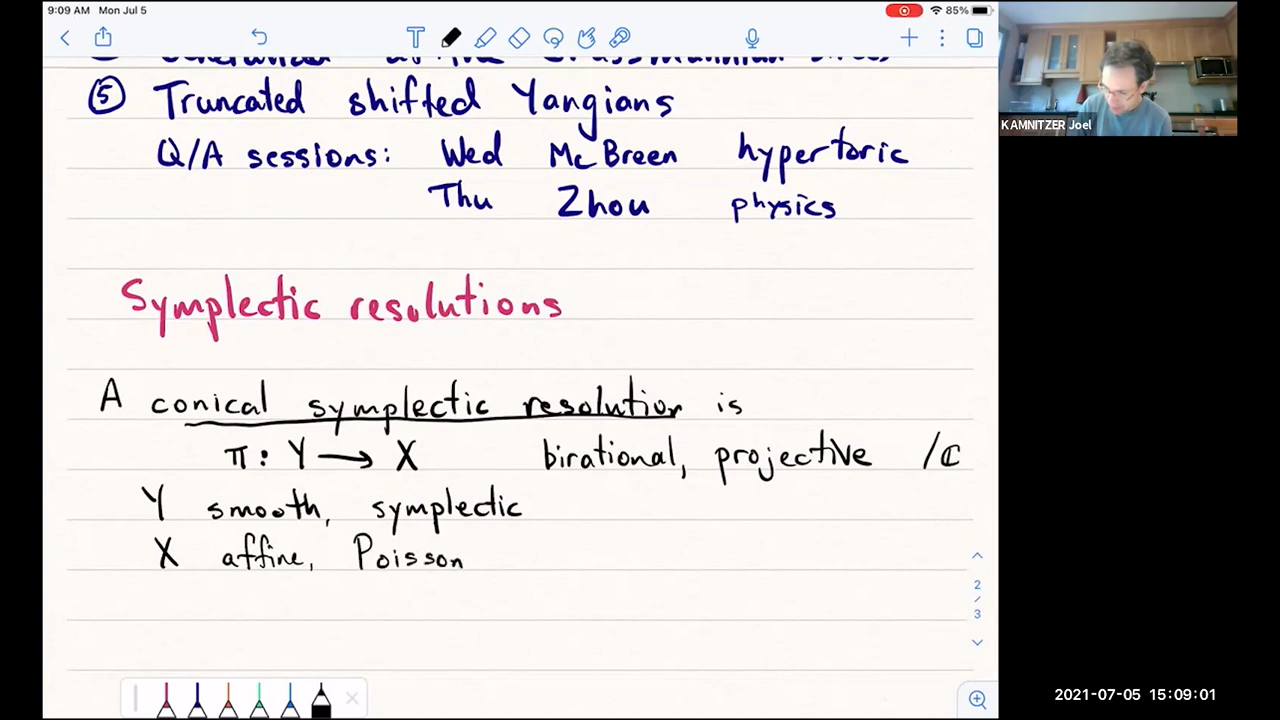 9:09 AM Mon Jul 5
85%
⑤ Truncated shifted Yangians
Q/A sessions: Wed McBreen hypertoric
Thu Zhou physics
Symplectic resolutions
A conical symplectic resolution is
π: Y → X birational, projective /ℂ
Y smooth, symplectic
X affine, Poisson
2
/
3
KAMNITZER Joel
2021-07-05 15:09:01